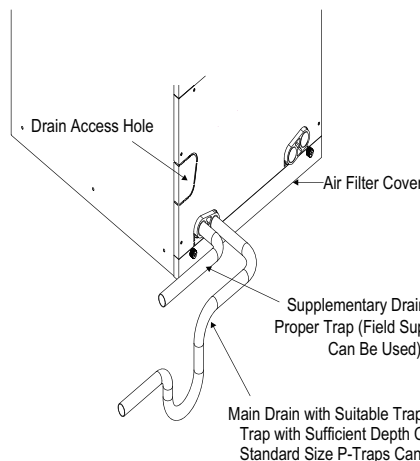 Drain Access Hole
Air Filter Cover
Supplementary Drain
Proper Trap (Field Sup
Can Be Used)
Main Drain with Suitable Trap
Trap with Sufficient Depth
Standard Size P-Traps Can